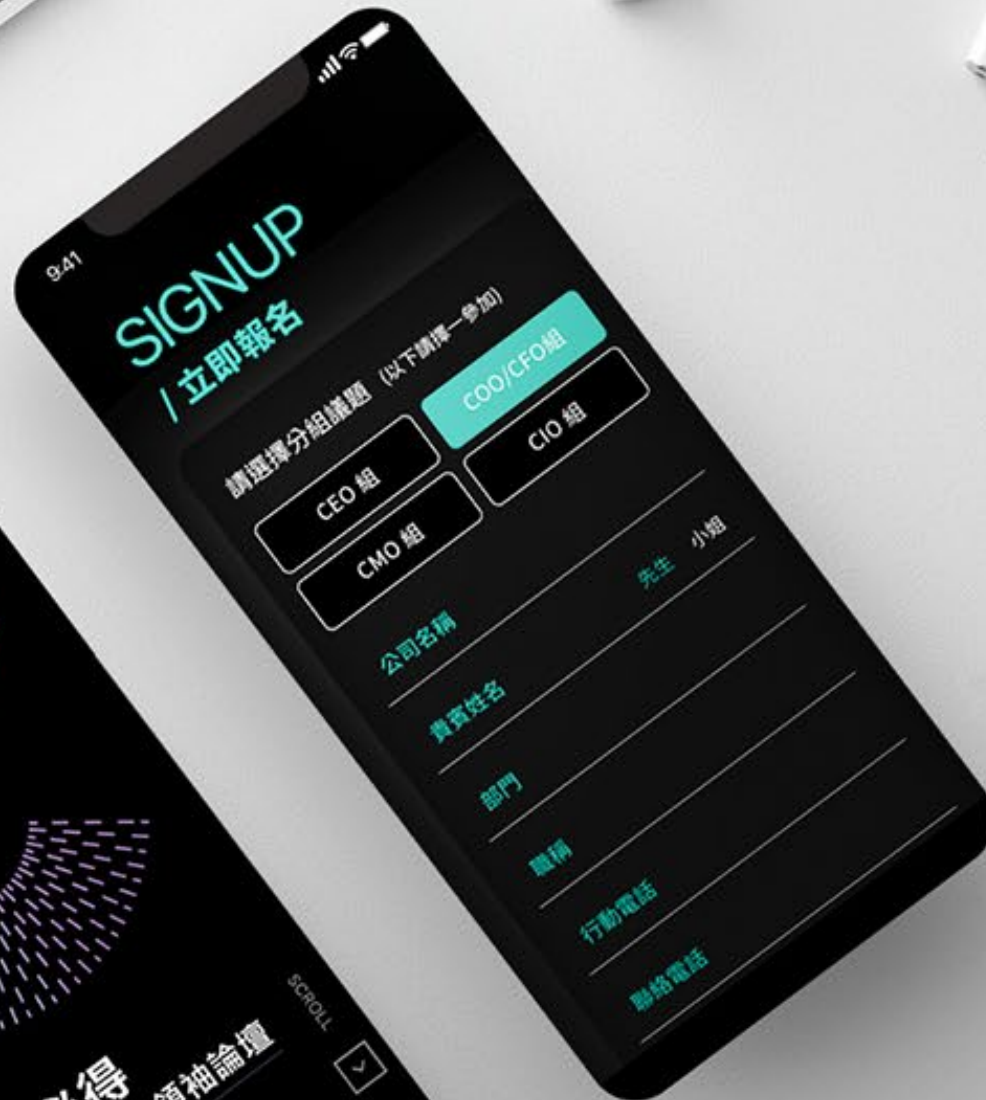 9:41
SIGNUP
/ 立即報名
請選擇分組議題 (以下請擇一參加)
CEO 組
COO/CFO組
CMO 組
CIO 組
公司名稱
先生 小姐
貴賓姓名
部門
職稱
行動電話
聯絡電話
SCROLL
必得
領袖論壇